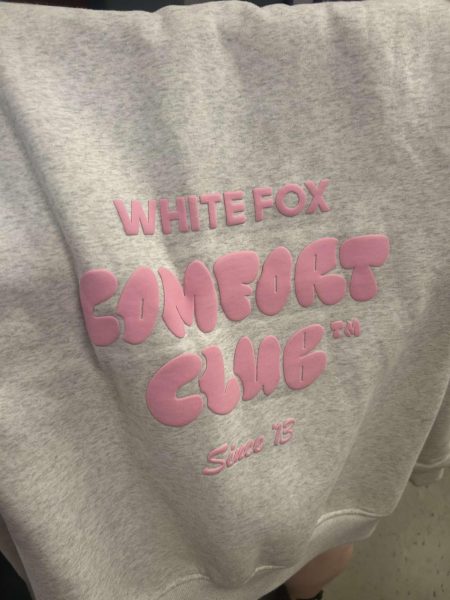 WHITE FOX
COMFORT
CLUB™
Since '13